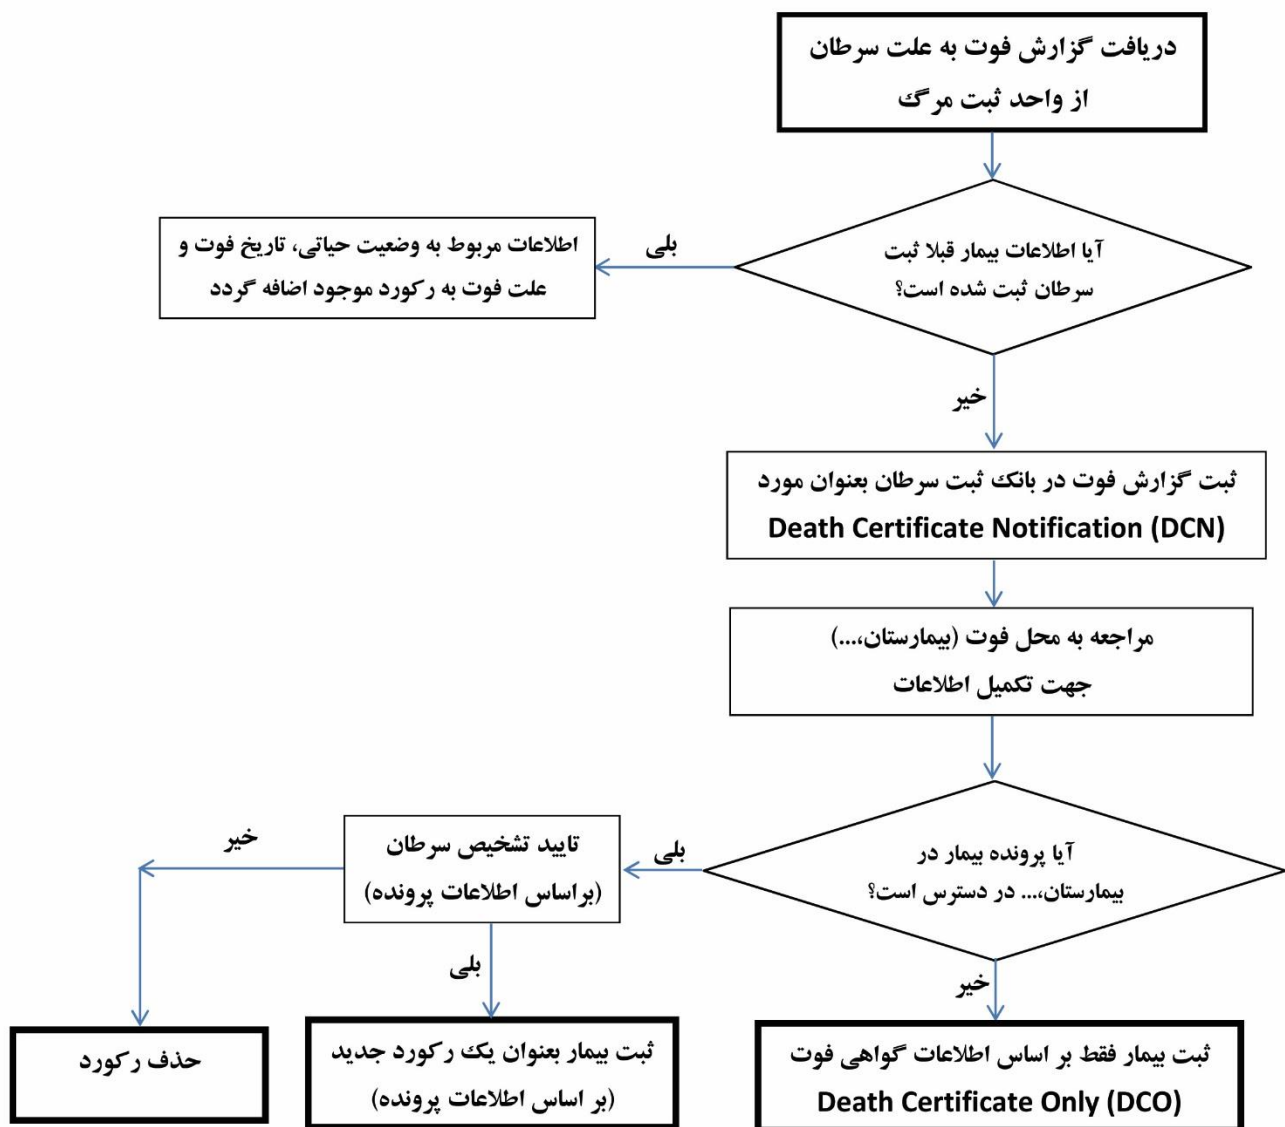 دریافت گزارش فوت به علت سرطان
از واحد ثبت مرگ
آیا اطلاعات بیمار قبلا ثبت
سرطان ثبت شده است؟
بلی
اطلاعات مربوط به وضعیت حیاتی، تاریخ فوت و
علت فوت به رکورد موجود اضافه گردد
خیر
ثبت گزارش فوت در بانک ثبت سرطان بعنوان مورد
Death Certificate Notification (DCN)
مراجعه به محل فوت (بیمارستان،...)
جهت تکمیل اطلاعات
آیا پرونده بیمار در
بیمارستان،... در دسترس است؟
بلی
تایید تشخیص سرطان
(براساس اطلاعات پرونده)
خیر
بلی
خیر
ثبت بیمار فقط بر اساس اطلاعات گواهی فوت
Death Certificate Only (DCO)
ثبت بیمار بعنوان یک رکورد جدید
(بر اساس اطلاعات پرونده)
حذف رکورد